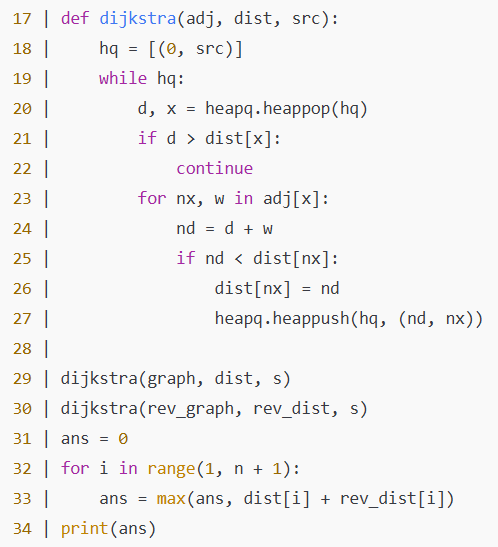 17 | def dijkstra(adj, dist, src):
18 |     hq = [(0, src)]
19 |     while hq:
20 |         d, x = heapq.heappop(hq)
21 |         if d > dist[x]:
22 |             continue
23 |         for nx, w in adj[x]:
24 |             nd = d + w
25 |             if nd < dist[nx]:
26 |                 dist[nx] = nd
27 |                 heapq.heappush(hq, (nd, nx))
28 |
29 | dijkstra(graph, dist, s)
30 | dijkstra(rev_graph, rev_dist, s)
31 | ans = 0
32 | for i in range(1, n + 1):
33 |     ans = max(ans, dist[i] + rev_dist[i])
34 | print(ans)